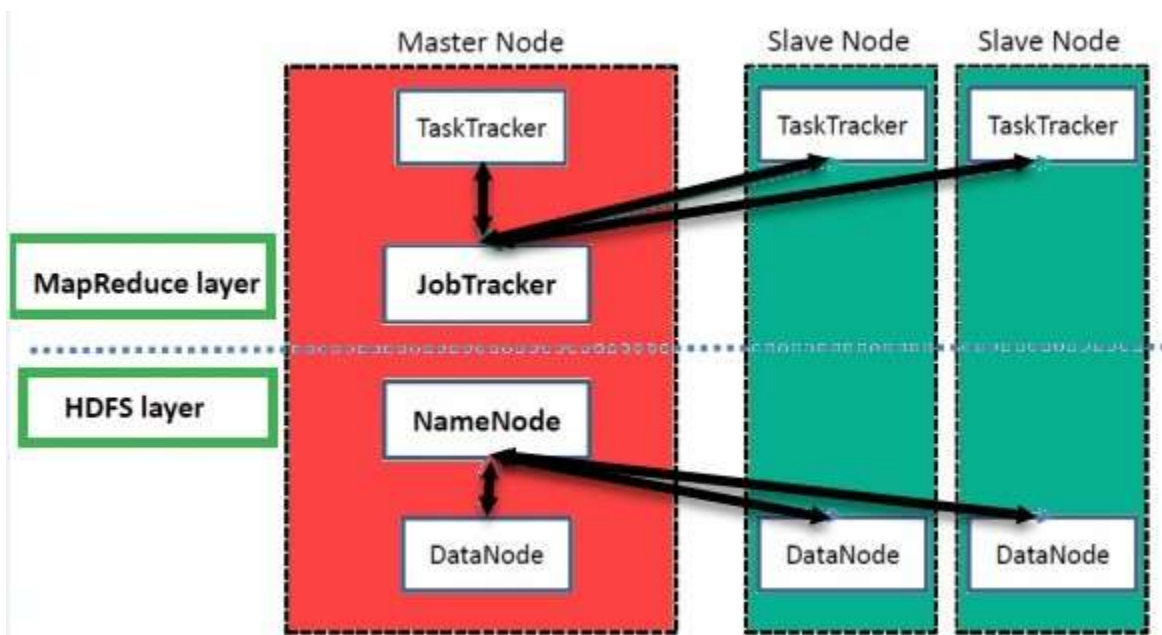 Master Node
Slave Node
Slave Node
TaskTracker
TaskTracker
TaskTracker
MapReduce layer
JobTracker
HDFS layer
NameNode
DataNode
DataNode
DataNode